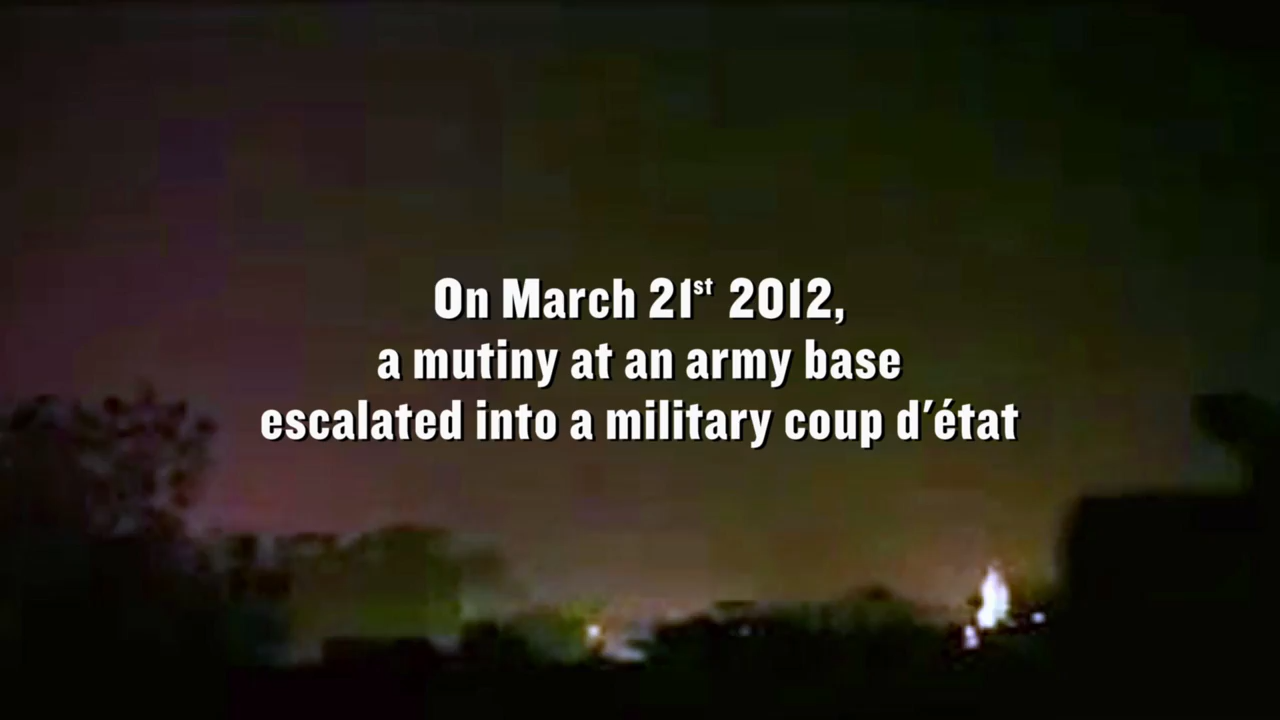 On March 21st 2012,
a mutiny at an army base
escalated into a military coup d'état